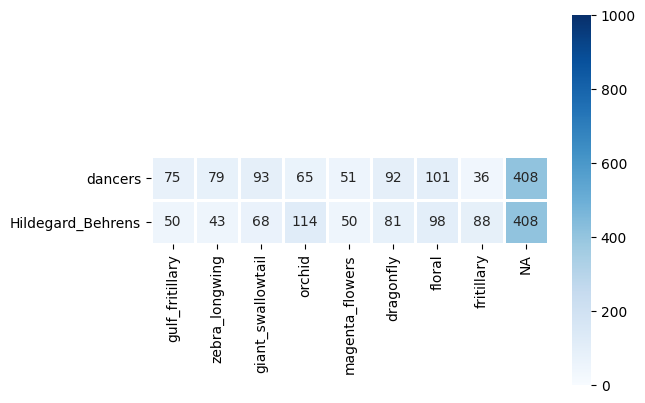 1000
800
600
400
200
0
dancers 75 79 93 65 51 92 101 36 408
Hildegard_Behrens 50 43 68 114 50 81 98 88 408
gulf_fritillary
zebra_longwing
giant_swallowtail
orchid
magenta_flowers
dragonfly
floral
fritillary
NA